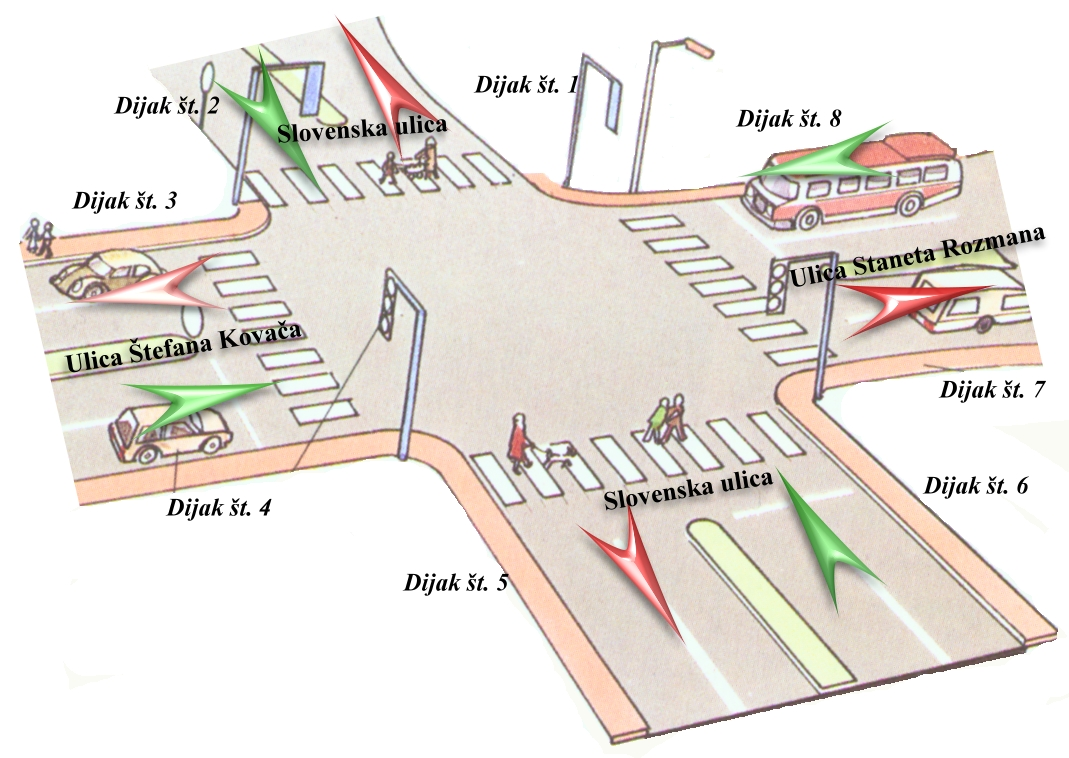 Dijak št. 1
Dijak št. 2
Slovenska ulica
Dijak št. 8
Dijak št. 3
Ulica Staneta Rozmana
Ulica Štefana Kovača
Dijak št. 7
Slovenska ulica
Dijak št. 6
Dijak št. 4
Dijak št. 5